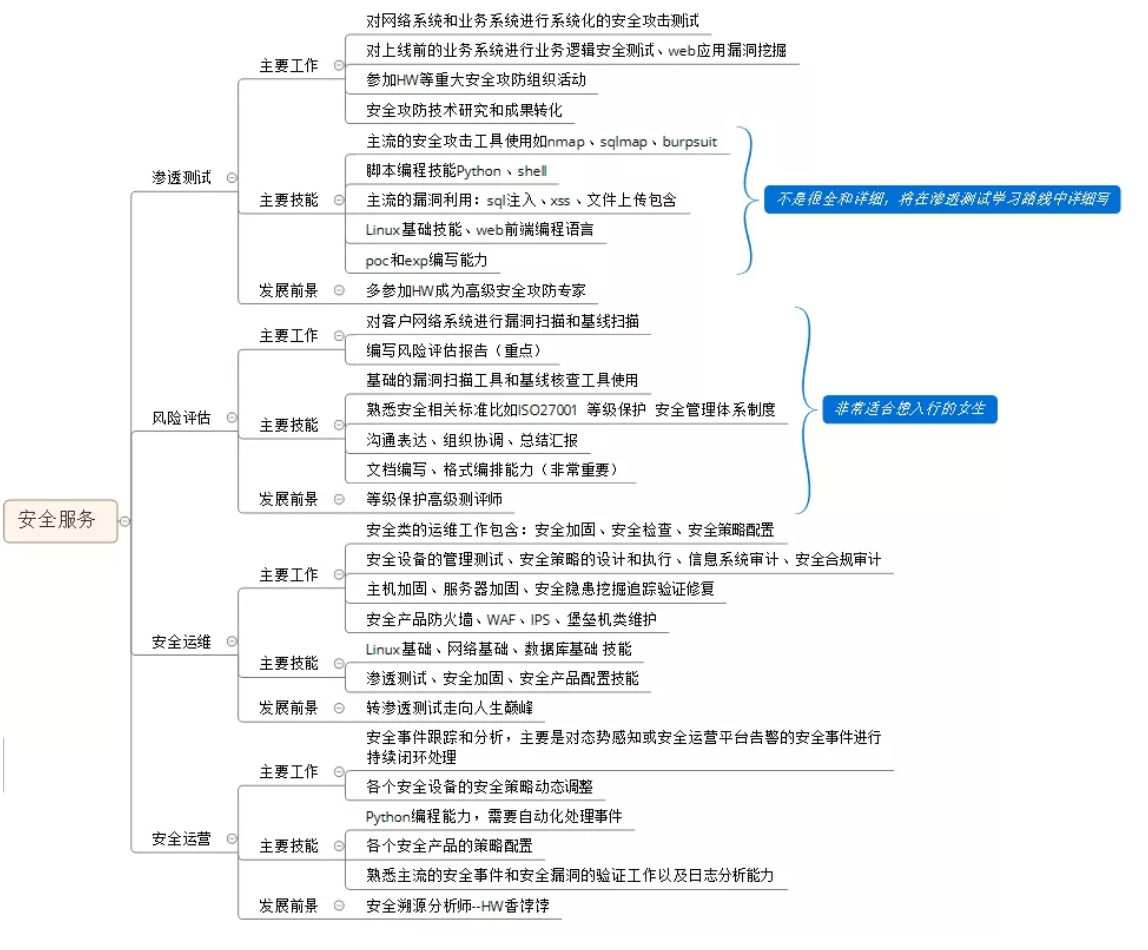 安全服务
渗透测试
主要工作
对网络系统和业务系统进行系统化的安全攻击测试
对上线前的业务系统进行业务逻辑安全测试、web应用漏洞挖掘
参加HW等重大安全攻防组织活动
安全攻防技术研究和成果转化
主要技能
主流的安全攻击工具使用如nmap、sqlmap、burpsuit
脚本编程技能Python、shell
主流的漏洞利用：sql注入、xss、文件上传包含
Linux基础技能、web前端编程语言
poc和exp编写能力
不是很全和详细，将在渗透测试学习路线中详细写
发展前景
多参加HW成为高级安全攻防专家
风险评估
主要工作
对客户网络系统进行漏洞扫描和基线扫描
编写风险评估报告（重点）
主要技能
基础的漏洞扫描工具和基线核查工具使用
熟悉安全相关标准比如ISO27001 等级保护 安全管理体系制度
沟通表达、组织协调、总结汇报
文档编写、格式编排能力（非常重要）
发展前景
等级保护高级测评师
非常适合想入行的女生
安全运维
主要工作
安全类的运维工作包含：安全加固、安全检查、安全策略配置
安全设备的管理测试、安全策略的设计和执行、信息系统审计、安全合规审计
主机加固、服务器加固、安全隐患挖掘追踪验证修复
安全产品防火墙、WAF、IPS、堡垒机类维护
主要技能
Linux基础、网络基础、数据库基础 技能
渗透测试、安全加固、安全产品配置技能
发展前景
转渗透测试走向人生巅峰
安全运营
主要工作
安全事件跟踪和分析，主要是对态势感知或安全运营平台告警的安全事件进行
持续闭环处理
各个安全设备的安全策略动态调整
主要技能
Python编程能力，需要自动化处理事件
各个安全产品的策略配置
熟悉主流的安全事件和安全漏洞的验证工作以及日志分析能力
发展前景
安全溯源分析师--HW香饽饽